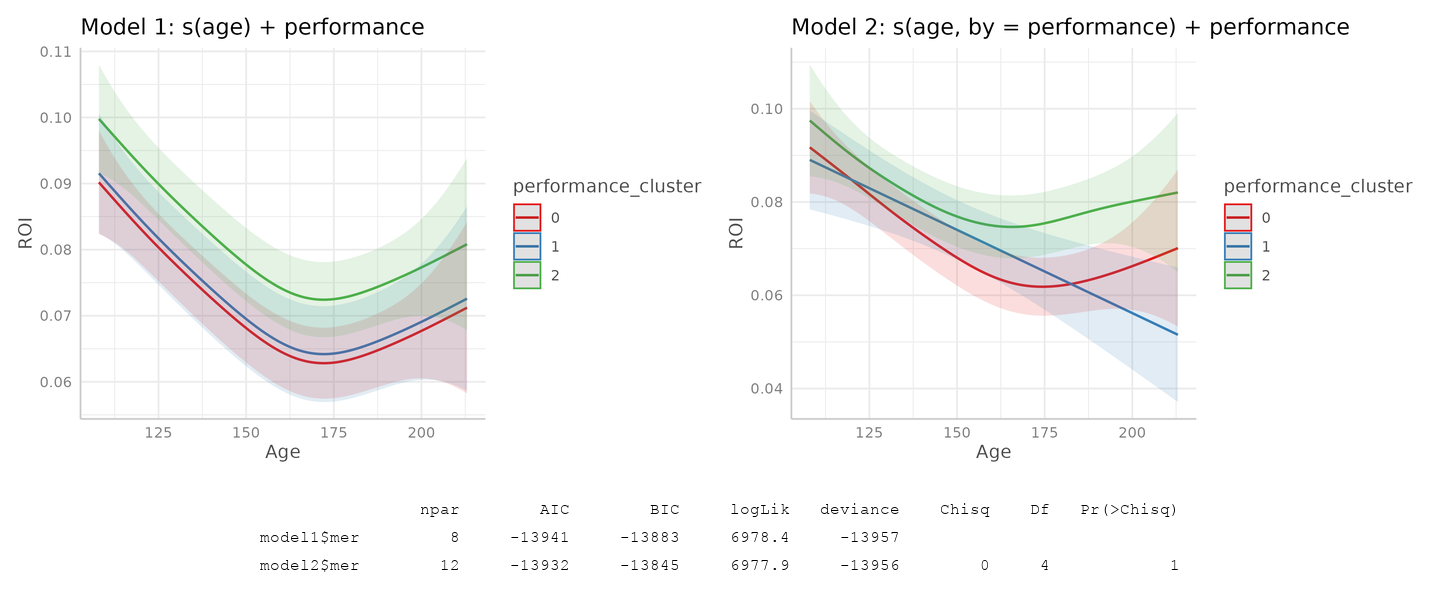 Model 1: s(age) + performance
0.11
0.10
0.09
0.08
0.07
0.06
ROI
125 150 175 200
Age
performance_cluster
0
1
2
Model 2: s(age, by = performance) + performance
0.10
0.08
0.06
0.04
ROI
125 150 175 200
Age
performance_cluster
0
1
2
npar AIC BIC logLik deviance Chisq Df Pr(>Chisq)
model1$mer 8 -13941 -13883 6978.4 -13957
model2$mer 12 -13932 -13845 6977.9 -13956 0 4 1